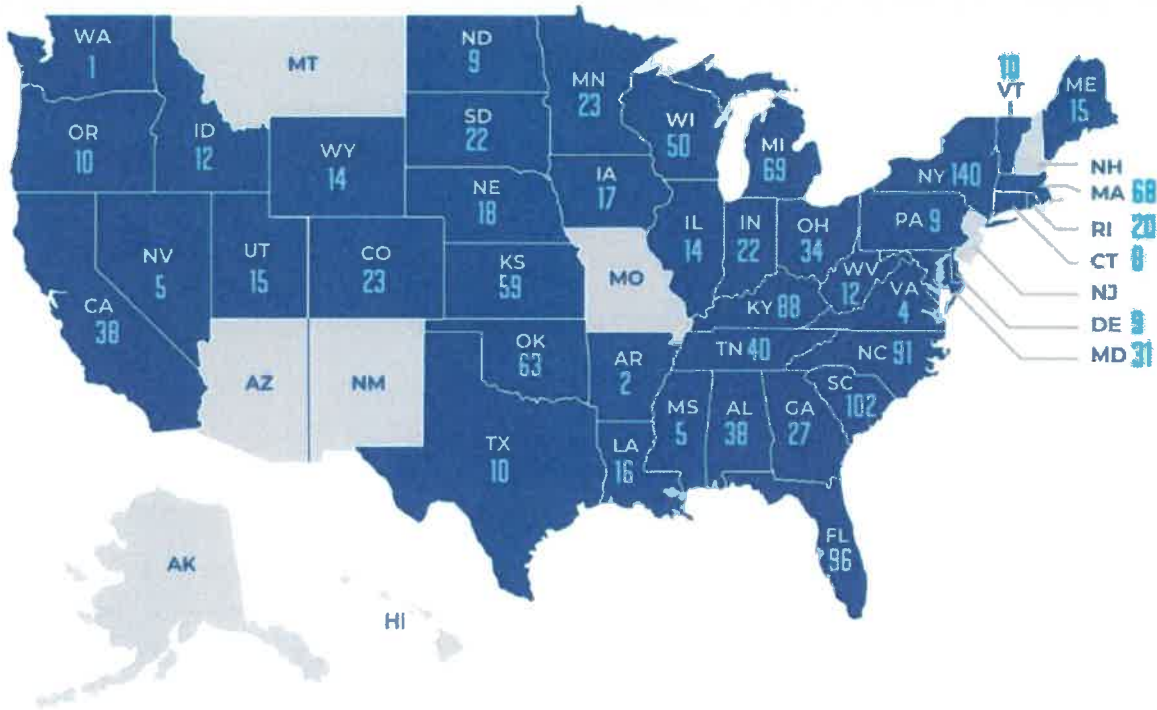 WA
1
MT
ND
9
MN
23
OR
10
ID
12
WY
14
SD
22
WI
50
MI
69
VT
10
ME
15
NH
NY 140
MA 68
RI 20
CT
NJ
DE
MD 31
NE
18
IA
17
PA 9
NV
5
UT
15
CO
23
KS
59
MO
IL
14
IN
22
OH
34
WV
12
VA
4
KY 88
CA
38
AZ
NM
OK
63
AR
2
TN 40
NC 91
SC
102
TX
10
LA
16
MS
5
AL
38
GA
27
FL
96
AK
HI